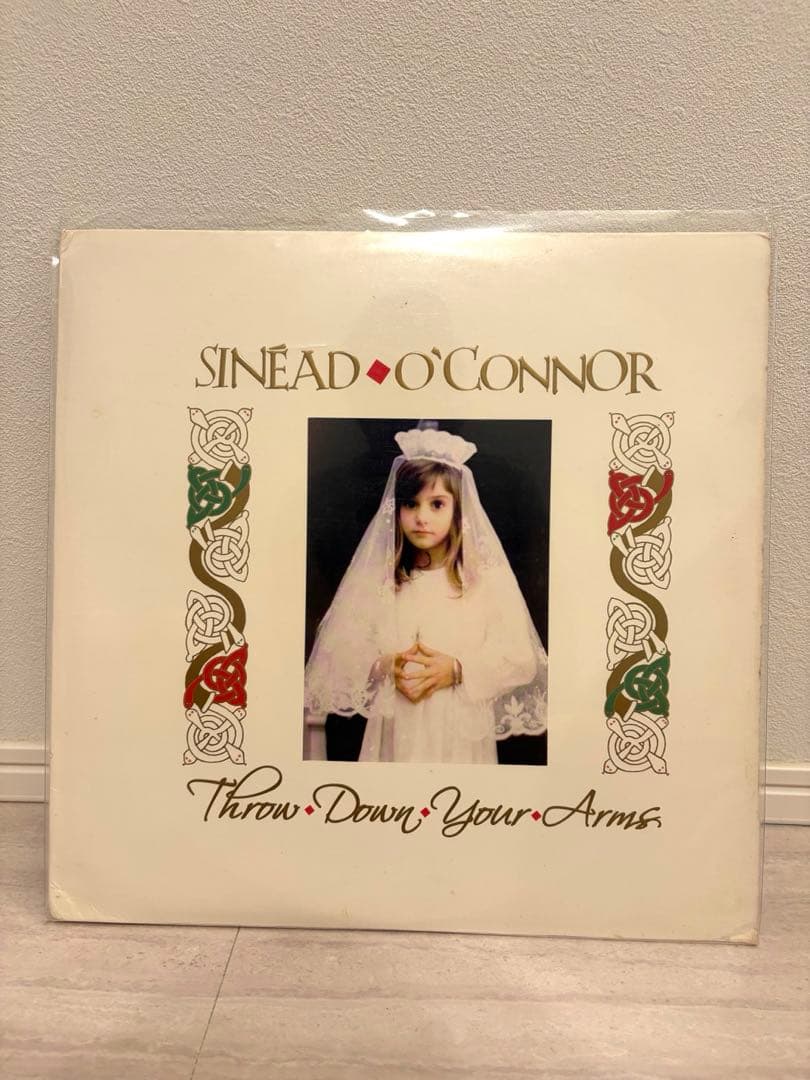 SINÉAD ◆ O'CONNOR
Throw ◆ Down ◆ Your ◆ Arms